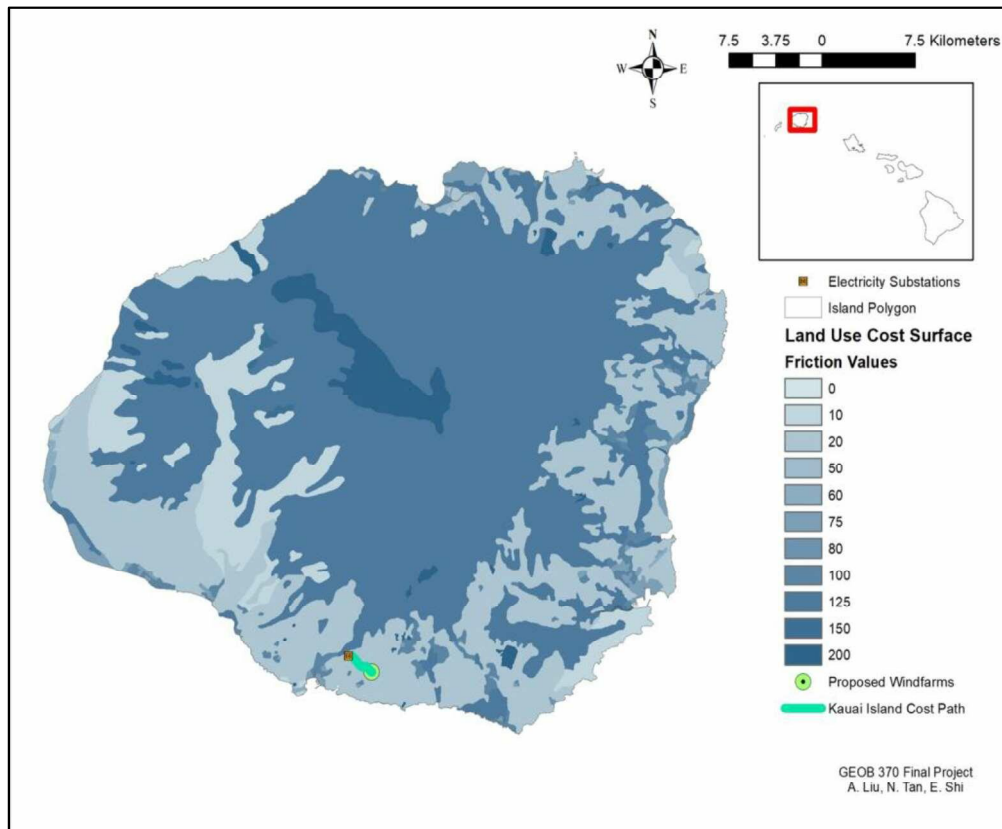 N
W E
S
7.5 3.75 0 7.5 Kilometers
Electricity Substations
Island Polygon
Land Use Cost Surface
Friction Values
0
10
20
50
60
75
80
100
125
150
200
Proposed Windfarms
Kauai Island Cost Path
GEOB 370 Final Project
A. Liu, N. Tan, E. Shi